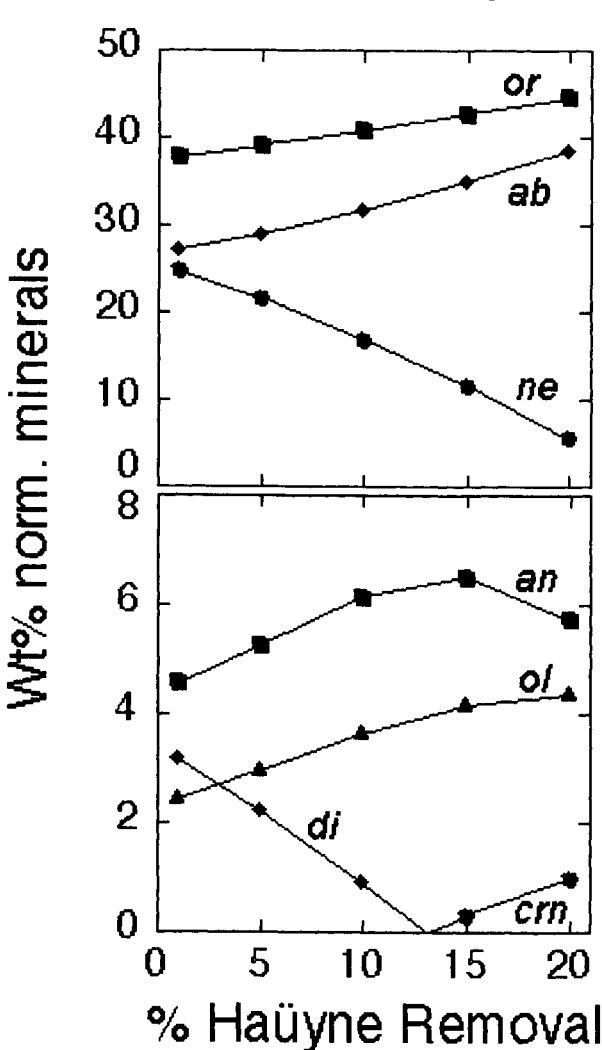 50
or
40
ab
30
20
ne
10
0
Wt% norm. minerals
8
an
6
ol
4
di
2
crn
0
0 5 10 15 20
% Haüyne Removal